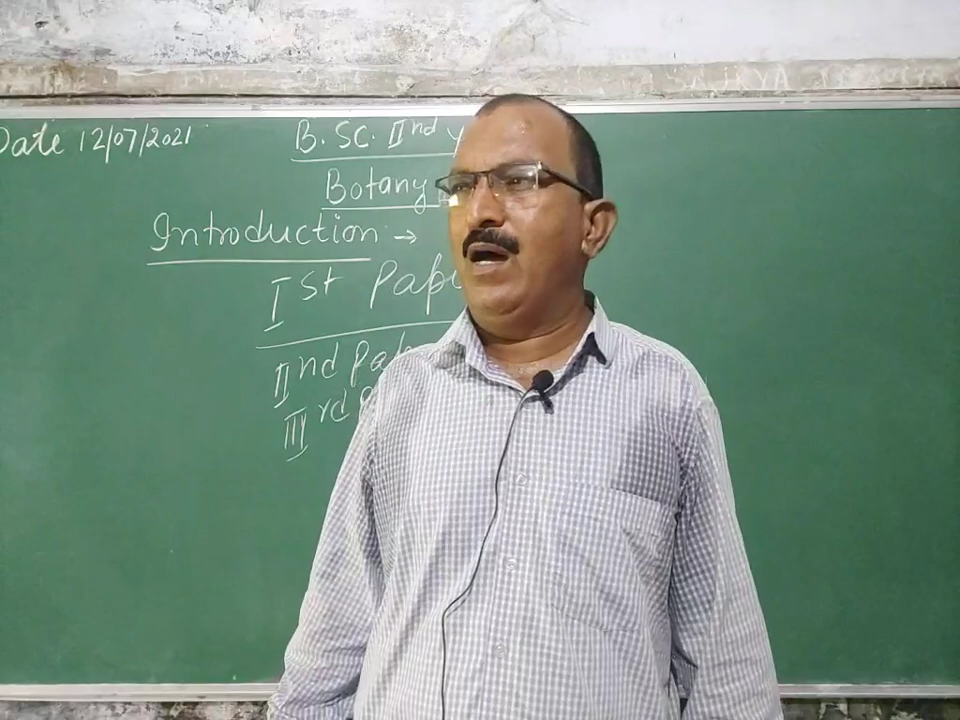 Date 12/07/2021
B.Sc. IInd
Botany
Introduction →
Ist
IInd
IIIrd